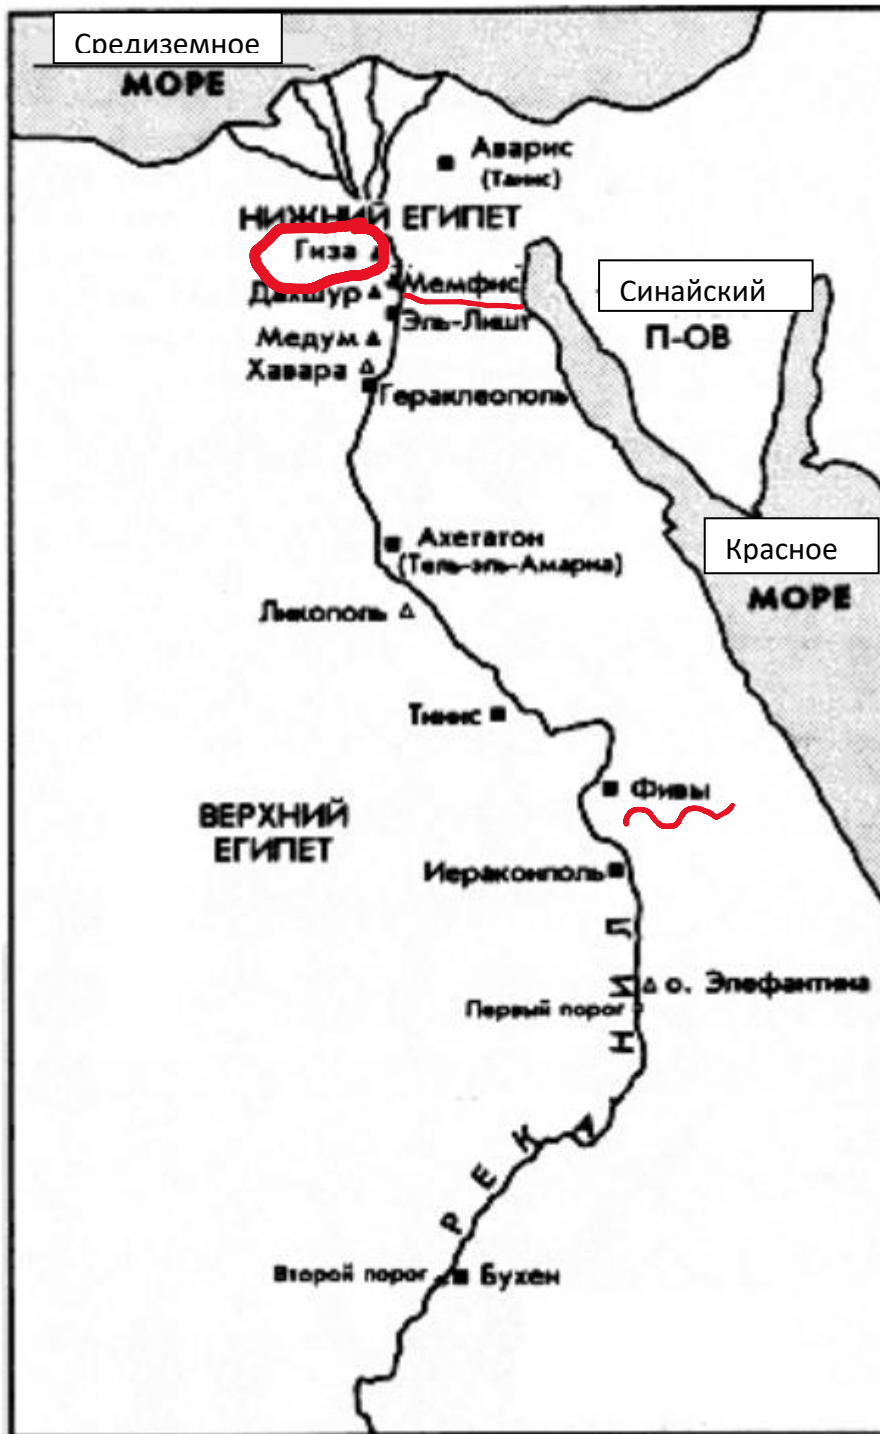 Средиземное
МОРЕ
Аварис
(Танис)
НИЖНИЙ ЕГИПЕТ
Гиза
Мемфис
Дахшур
Эль-Лишт
Медум
Хавара
Гераклеополь
Синайский
П-ОВ
Красное
МОРЕ
Ахетатон
(Тель-эль-Амарна)
Ликополь
Тинис
Фивы
ВЕРХНИЙ
ЕГИПЕТ
Иераконполь
о. Элефантина
Первый порог
РЕКА НИЛ
Второй порог
Бухен